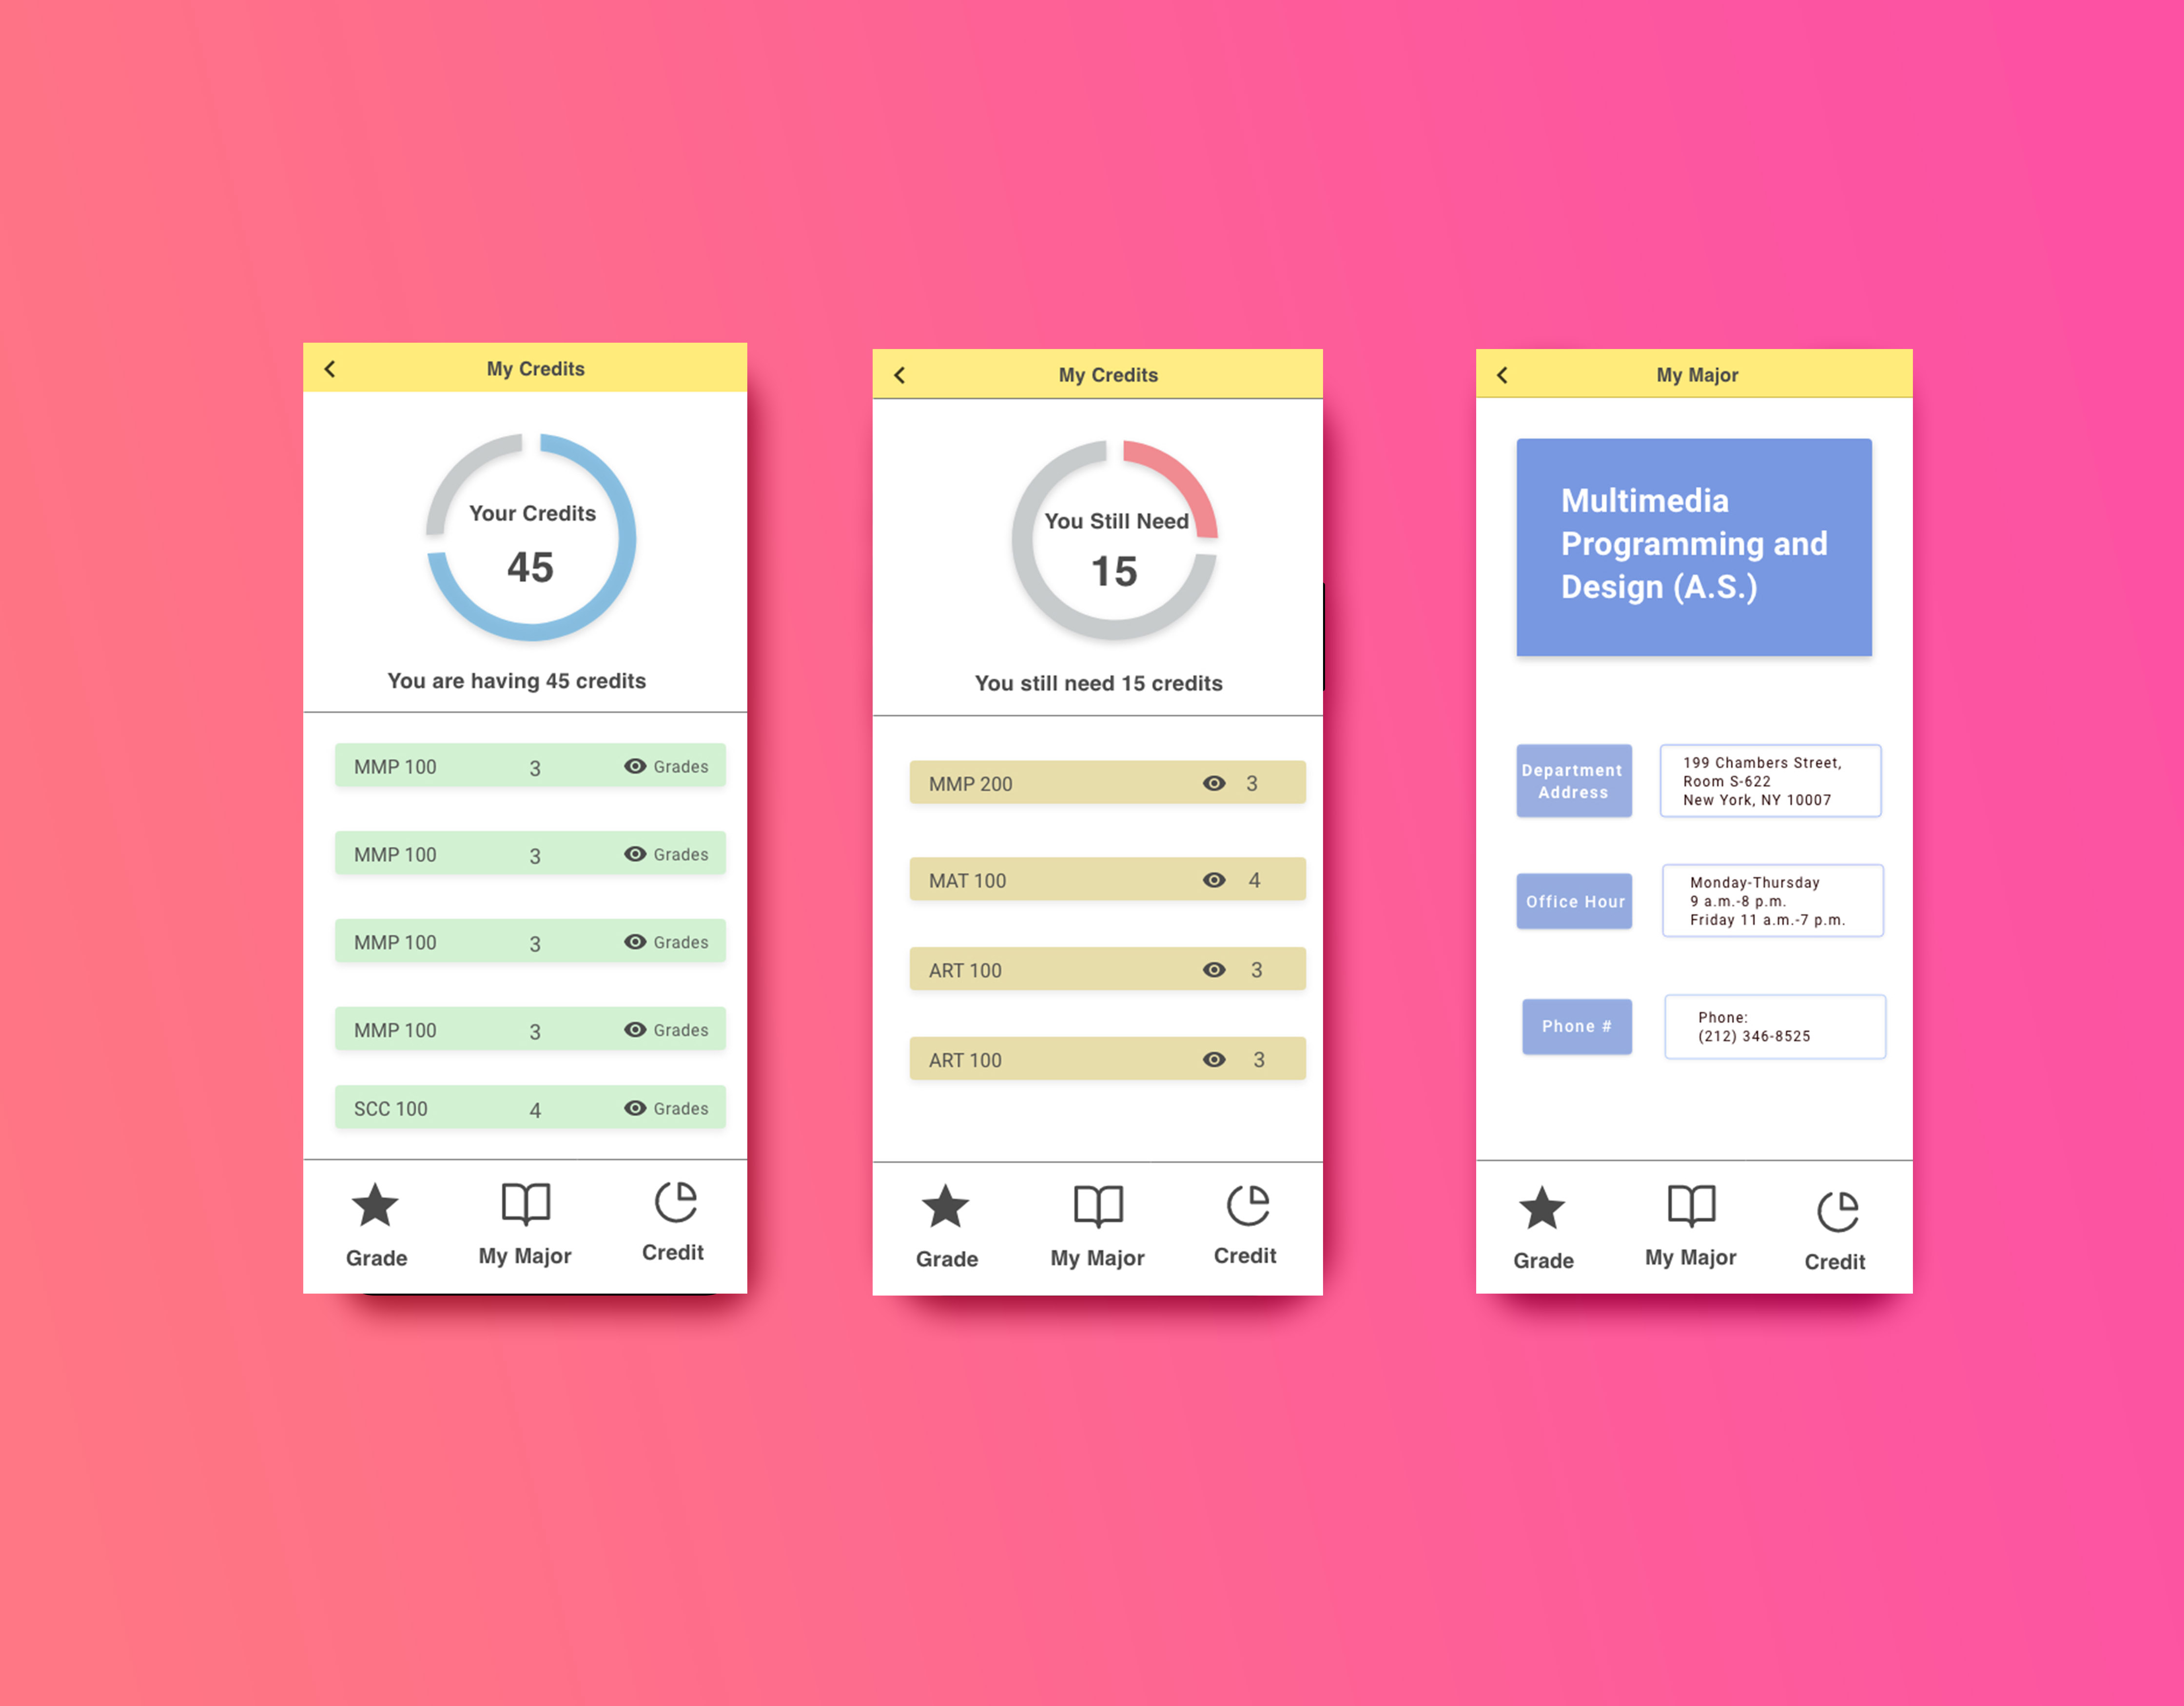 My Credits
Your Credits
45
You are having 45 credits
MMP 100 3 Grades
MMP 100 3 Grades
MMP 100 3 Grades
MMP 100 3 Grades
SCC 100 4 Grades
Grade My Major Credit
My Credits
You Still Need
15
You still need 15 credits
MMP 200 3
MAT 100 4
ART 100 3
ART 100 3
Grade My Major Credit
My Major
Multimedia
Programming and
Design (A.S.)
Department
Address
199 Chambers Street,
Room S-622
New York, NY 10007
Office Hour
Monday-Thursday
9 a.m.-8 p.m.
Friday 11 a.m.-7 p.m.
Phone #
Phone:
(212) 346-8525
Grade My Major Credit